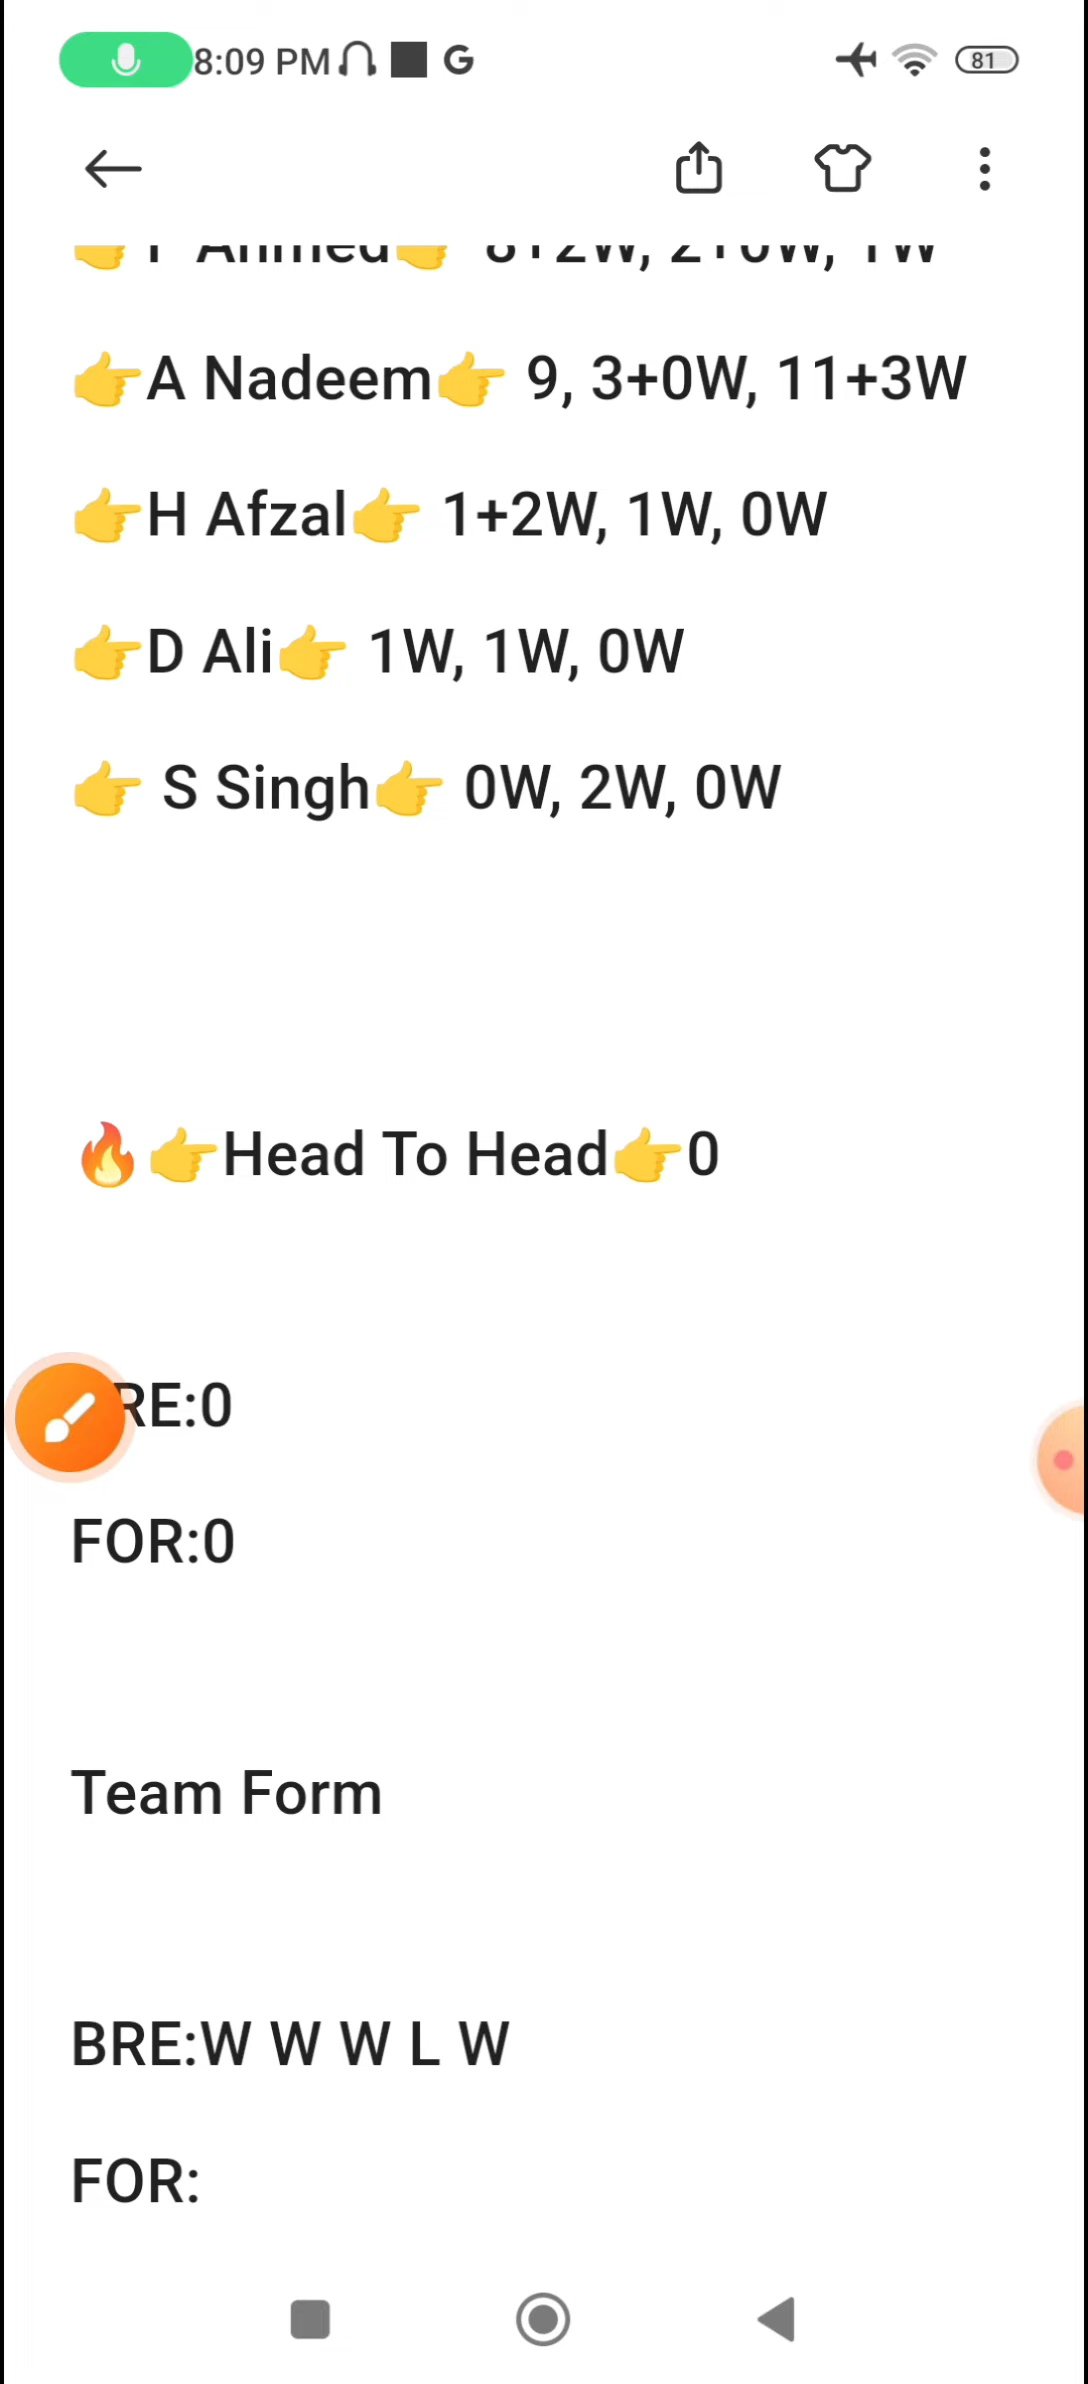 8:09 PM G 81
👉A Nadeem👉 9, 3+0W, 11+3W
👉H Afzal👉 1+2W, 1W, 0W
👉D Ali👉 1W, 1W, 0W
👉 S Singh👉 0W, 2W, 0W
🔥👉Head To Head👉0
RE:0
FOR:0
Team Form
BRE:W W W L W
FOR: